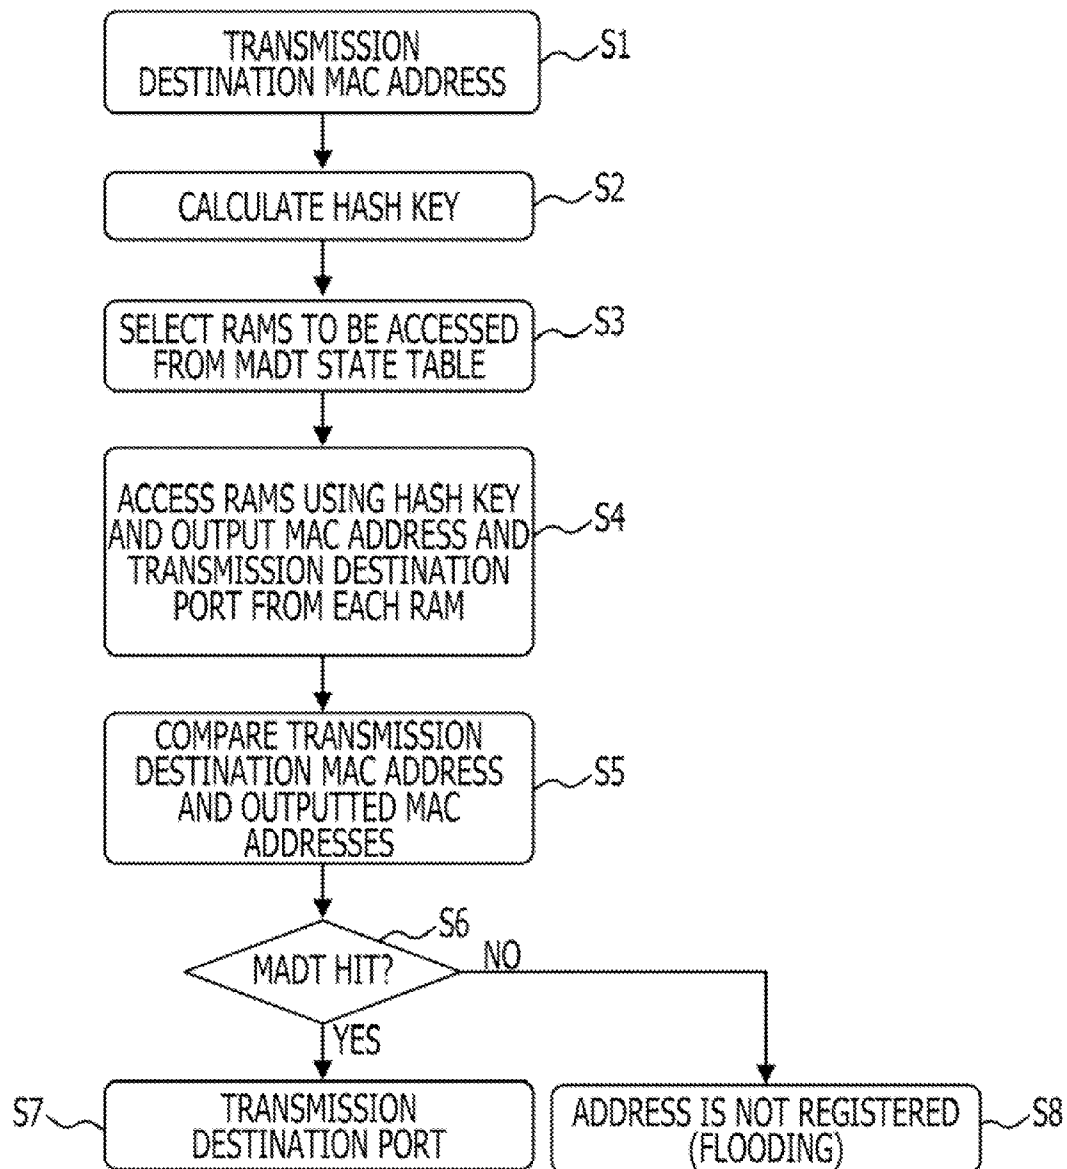 TRANSMISSION
DESTINATION MAC ADDRESS
S1
CALCULATE HASH KEY
S2
SELECT RAMS TO BE ACCESSED
FROM MADT STATE TABLE
S3
ACCESS RAMS USING HASH KEY
AND OUTPUT MAC ADDRESS AND
TRANSMISSION DESTINATION
PORT FROM EACH RAM
S4
COMPARE TRANSMISSION
DESTINATION MAC ADDRESS
AND OUTPUTTED MAC
ADDRESSES
S5
S6
MADT HIT?
NO
YES
S7
TRANSMISSION
DESTINATION PORT
ADDRESS IS NOT REGISTERED
(FLOODING)
S8